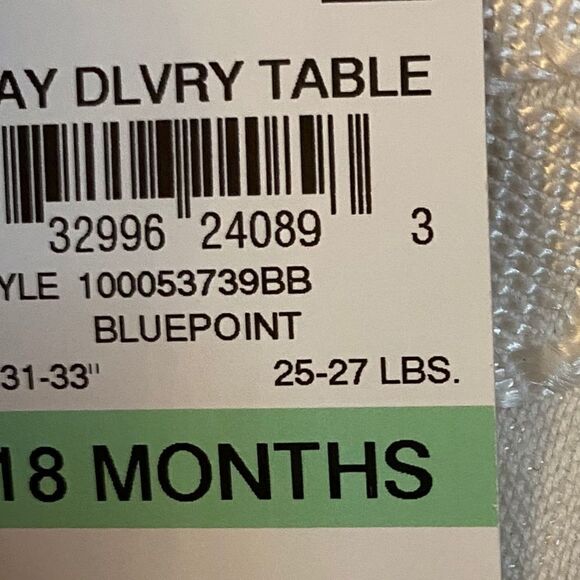 AY DLVRY TABLE
32996 24089 3
YLE 100053739BB
BLUEPOINT
31-33" 25-27 LBS.
18 MONTHS